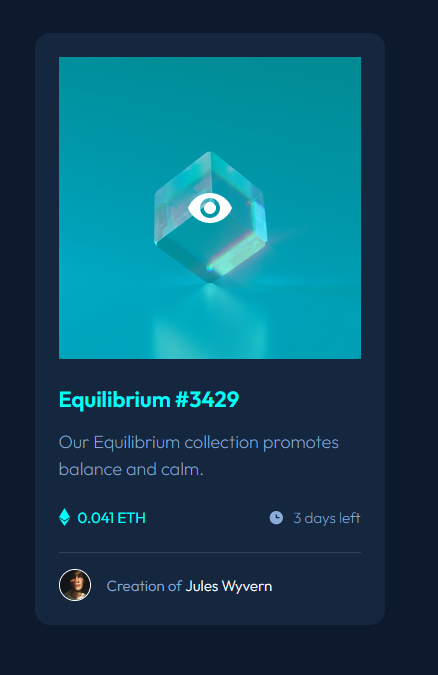 Equilibrium #3429
Our Equilibrium collection promotes
balance and calm.
0.041 ETH
3 days left
Creation of Jules Wyvern